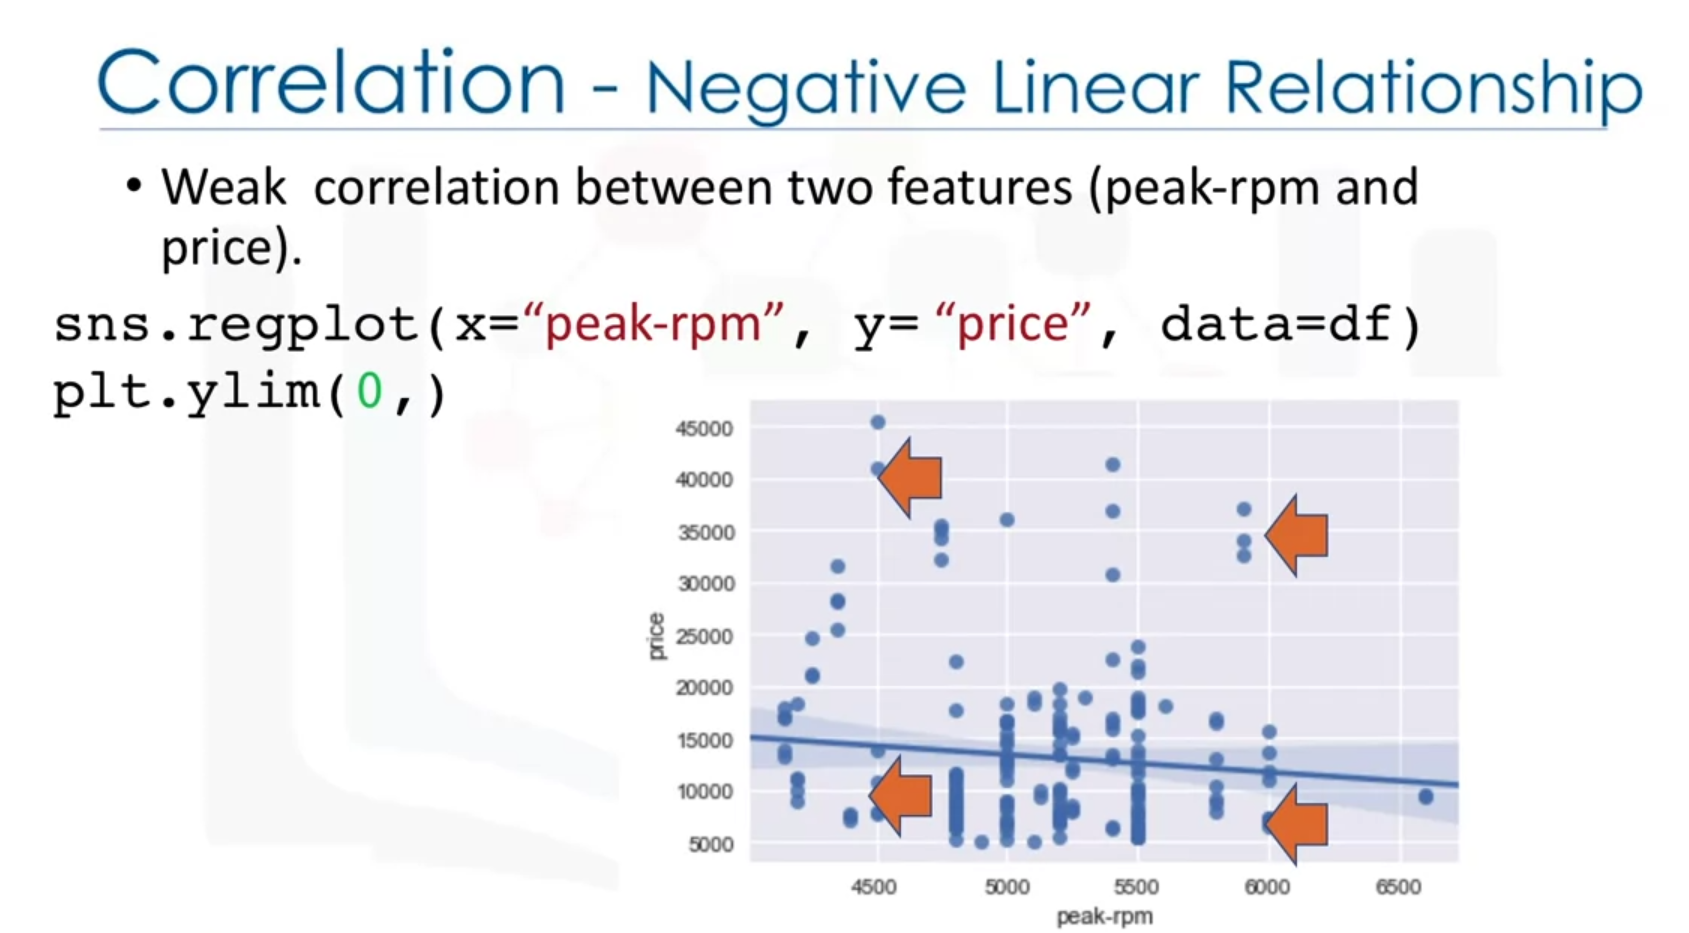 Correlation - Negative Linear Relationship
• Weak  correlation between two features (peak-rpm and
price).
sns.regplot(x=“peak-rpm”, y= “price”, data=df)
plt.ylim(0,)
45000
40000
35000
30000
25000
20000
15000
10000
5000
price
4500 5000 5500 6000 6500
peak-rpm